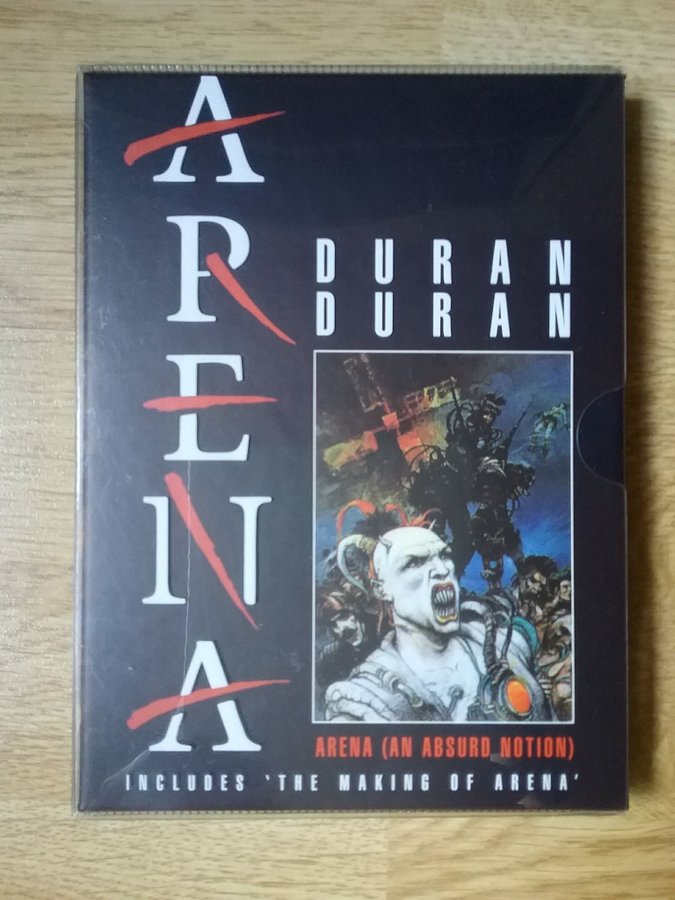 ARENA
DURAN
DURAN
ARENA (AN ABSURD NOTION)
INCLUDES 'THE MAKING OF ARENA'